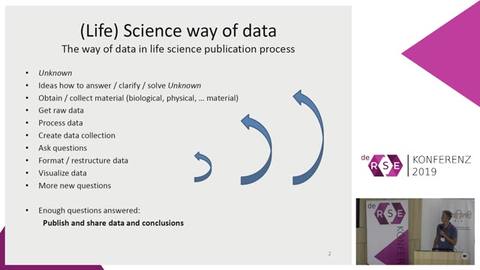 (Life) Science way of data
The way of data in life science publication process
• Unknown
• Ideas how to answer / clarify / solve Unknown
• Obtain / collect material (biological, physical, … material)
• Get raw data
• Process data
• Create data collection
• Ask questions
• Format / restructure data
• Visualize data
• More new questions
• Enough questions answered:
Publish and share data and conclusions
2
de
RSE
KONFERENZ
2019
de
RSE
KONFE